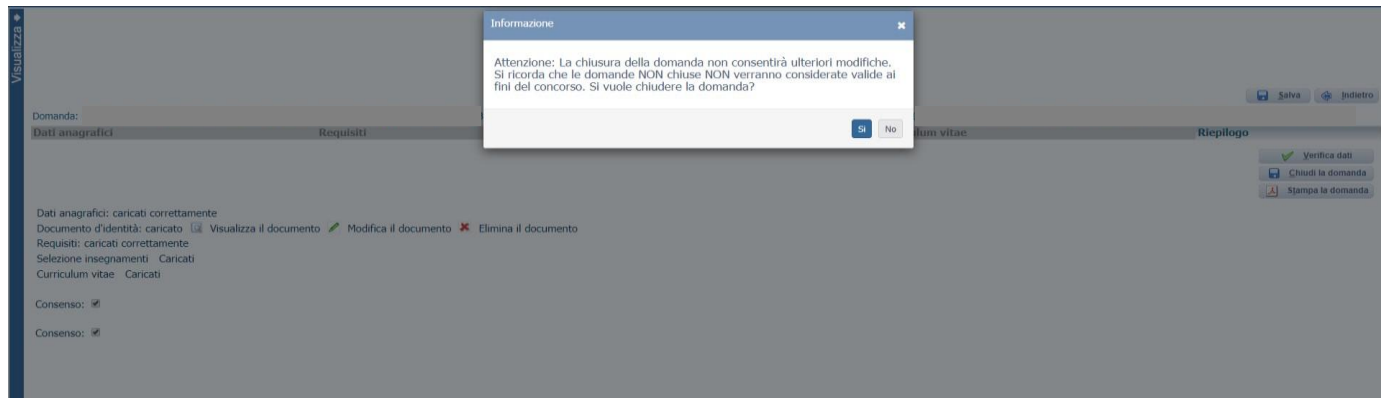 Visualizza
Informazione
Attenzione: La chiusura della domanda non consentirà ulteriori modifiche.
Si ricorda che le domande NON chiuse NON verranno considerate valide ai
fini del concorso. Si vuole chiudere la domanda?
Si No
Salva Indietro
Domanda:
Dati anagrafici Requisiti vitae Riepilogo
Verifica dati
Chiudi la domanda
Stampa la domanda
Dati anagrafici: caricati correttamente
Documento d'identità: caricato Visualizza il documento Modifica il documento Elimina il documento
Requisiti: caricati correttamente
Selezione insegnamenti Caricati
Curriculum vitae Caricati
Consenso:
Consenso: